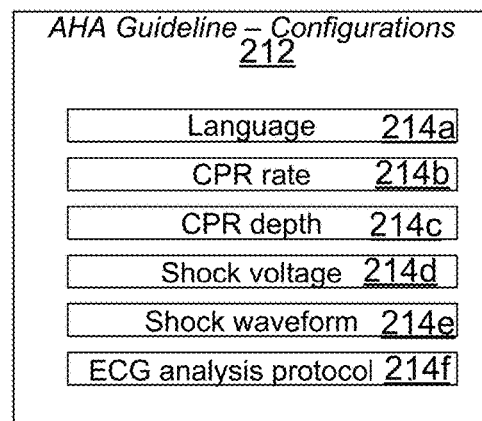 AHA Guideline – Configurations
212
Language 214a
CPR rate 214b
CPR depth 214c
Shock voltage 214d
Shock waveform 214e
ECG analysis protocol 214f